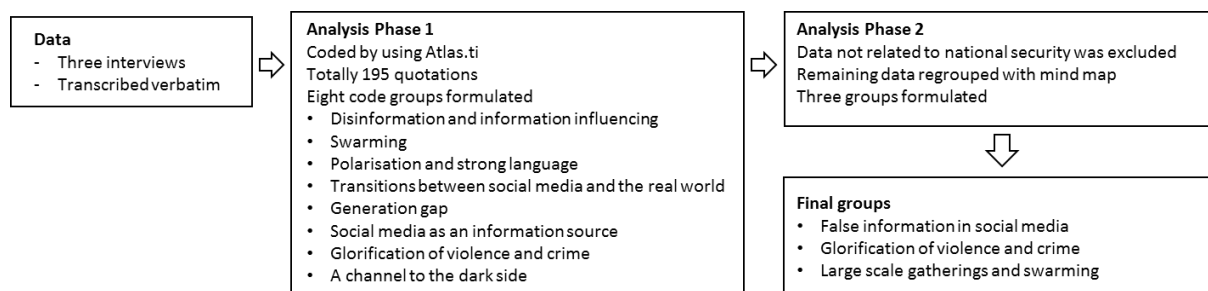 Data
- Three interviews
- Transcribed verbatim
Analysis Phase 1
Coded by using Atlas.ti
Totally 195 quotations
Eight code groups formulated
• Disinformation and information influencing
• Swarming
• Polarisation and strong language
• Transitions between social media and the real world
• Generation gap
• Social media as an information source
• Glorification of violence and crime
• A channel to the dark side
Analysis Phase 2
Data not related to national security was excluded
Remaining data regrouped with mind map
Three groups formulated
Final groups
• False information in social media
• Glorification of violence and crime
• Large scale gatherings and swarming